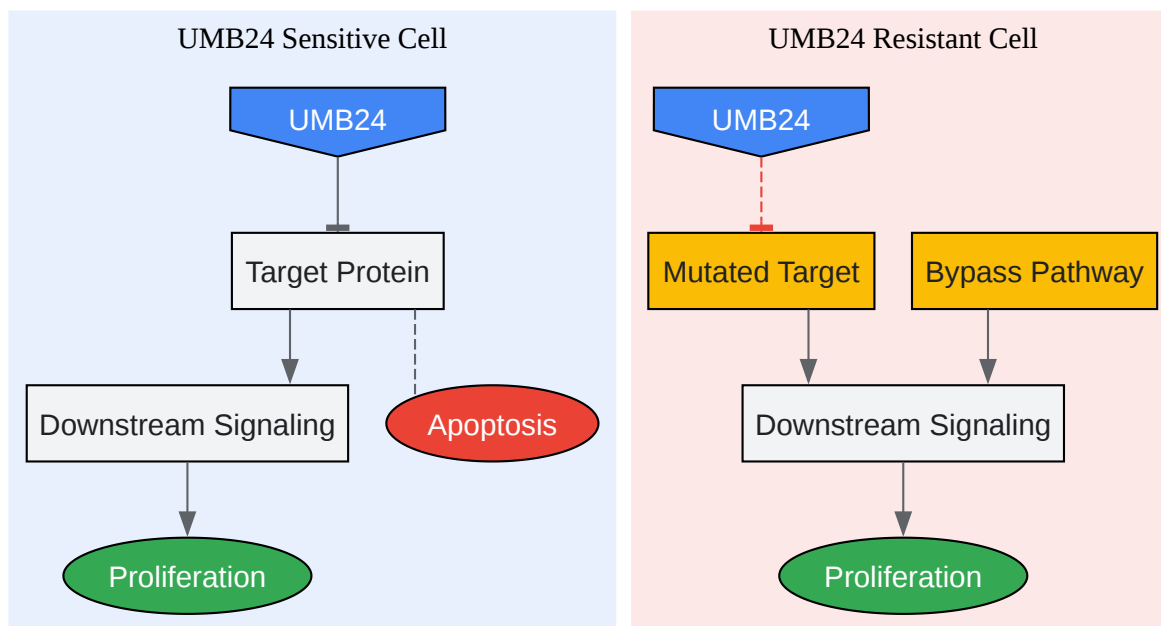 UMB24 Sensitive Cell
UMB24
Target Protein
Downstream Signaling
Apoptosis
Proliferation
UMB24 Resistant Cell
UMB24
Mutated Target
Bypass Pathway
Downstream Signaling
Proliferation